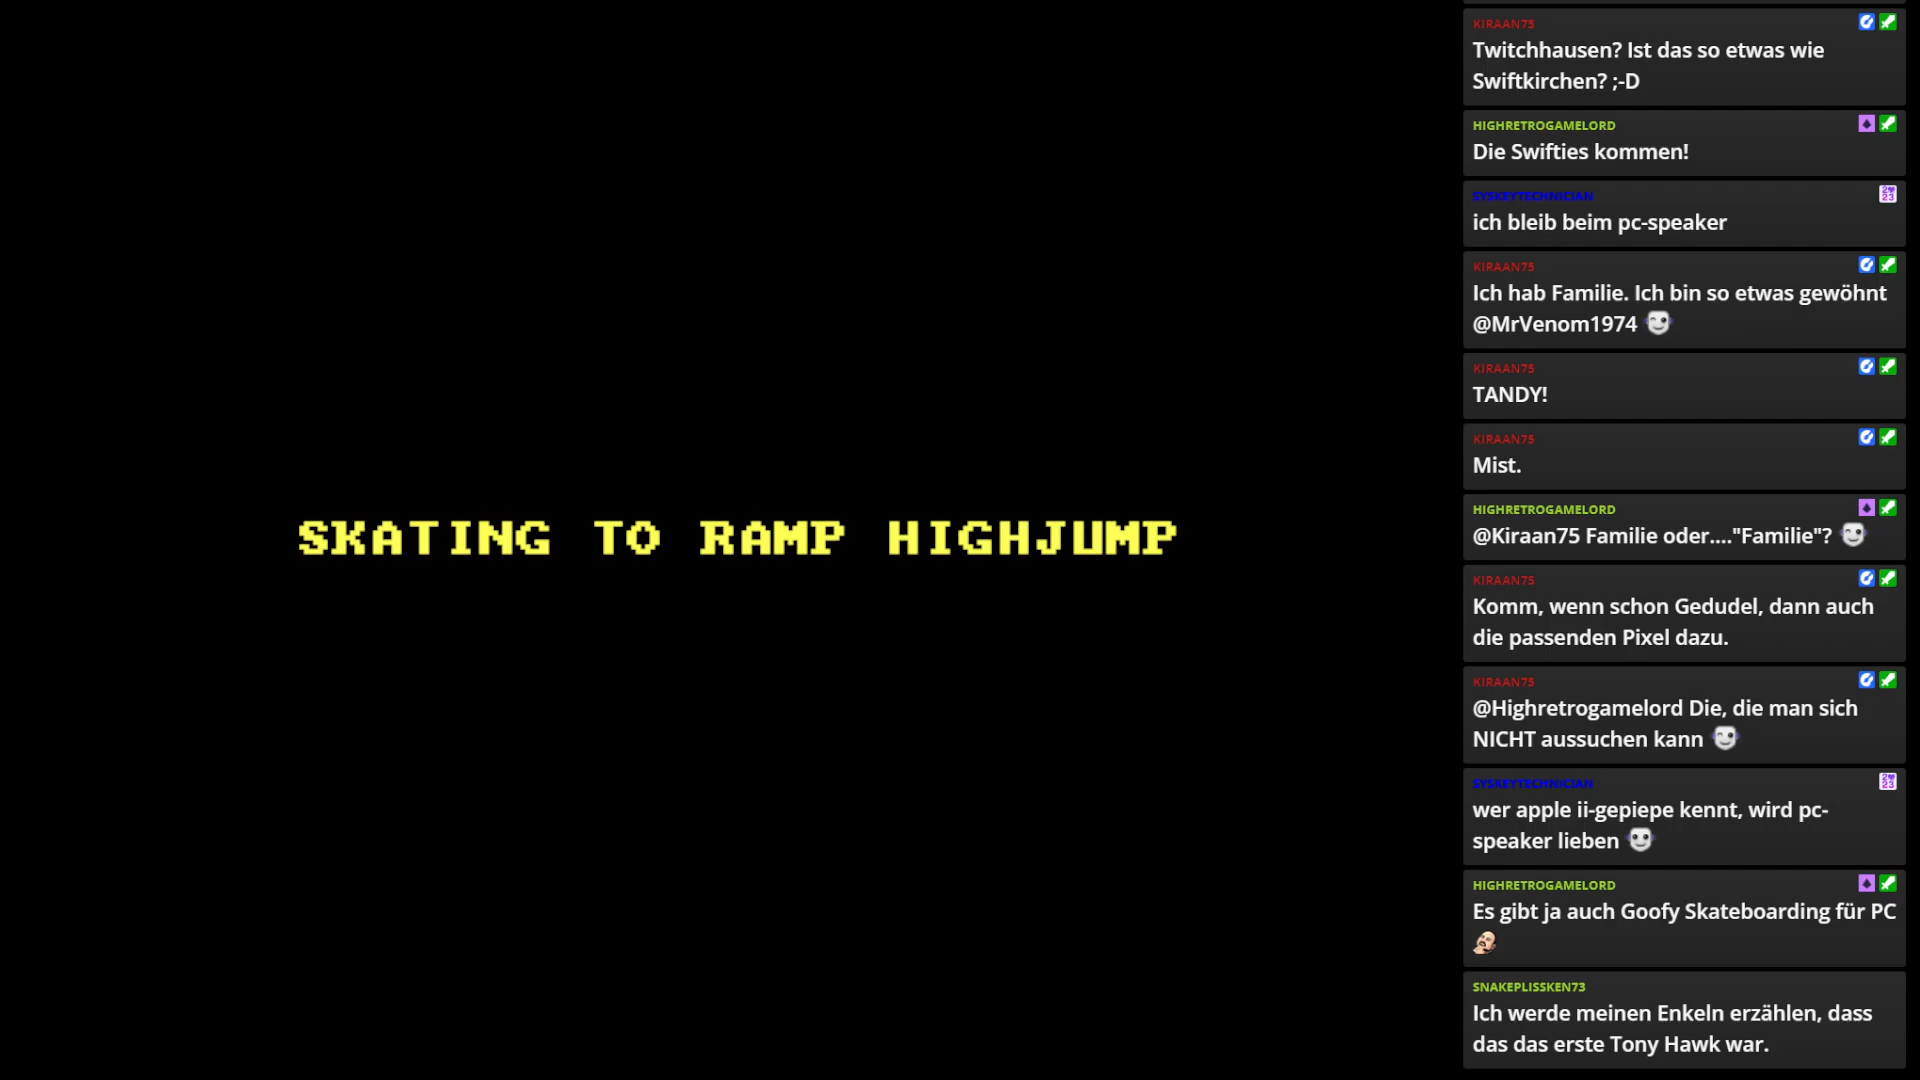 SKATING TO RAMP HIGHJUMP
KIRAAN75
Twitchhausen? Ist das so etwas wie
Swiftkirchen? ;-D
HIGHRETROGAMELORD
Die Swifties kommen!
SYSKEYTECHNICIAN
ich bleib beim pc-speaker
KIRAAN75
Ich hab Familie. Ich bin so etwas gewöhnt
@MrVenom1974
KIRAAN75
TANDY!
KIRAAN75
Mist.
HIGHRETROGAMELORD
@Kiraan75 Familie oder...."Familie"?
KIRAAN75
Komm, wenn schon Gedudel, dann auch
die passenden Pixel dazu.
KIRAAN75
@Highretrogamelord Die, die man sich
NICHT aussuchen kann
SYSKEYTECHNICIAN
wer apple ii-gepiepe kennt, wird pc-
speaker lieben
HIGHRETROGAMELORD
Es gibt ja auch Goofy Skateboarding für PC
SNAKEPLISSKEN73
Ich werde meinen Enkeln erzählen, dass
das das erste Tony Hawk war.